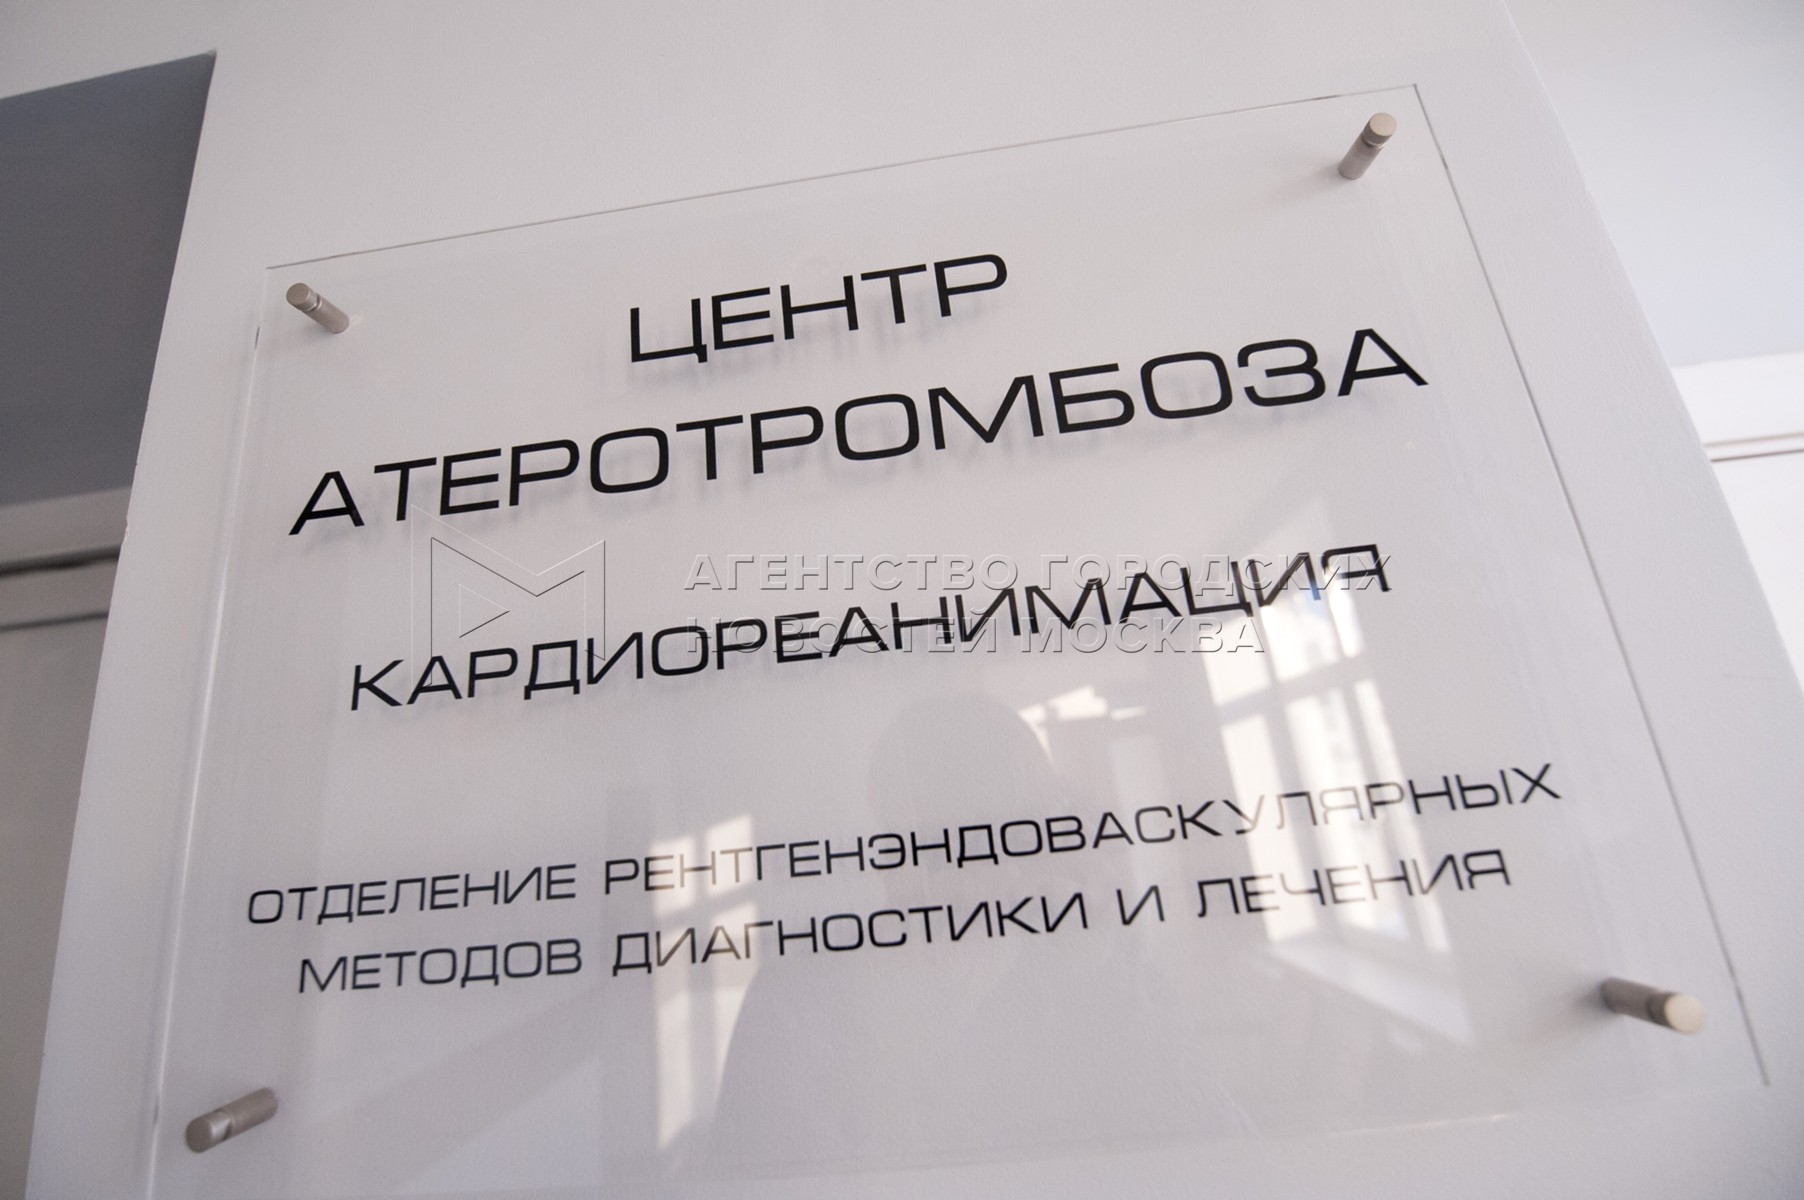 ЦЕНТР
АТЕРОТРОМБОЗА
АГЕНТСТВО ГОРОДСКИХ
НОВОСТЕЙ МОСКВА
КАРДИОРЕАНИМАЦИЯ
ОТДЕЛЕНИЕ РЕНТГЕНЭНДОВАСКУЛЯРНЫХ
МЕТОДОВ ДИАГНОСТИКИ И ЛЕЧЕНИЯ